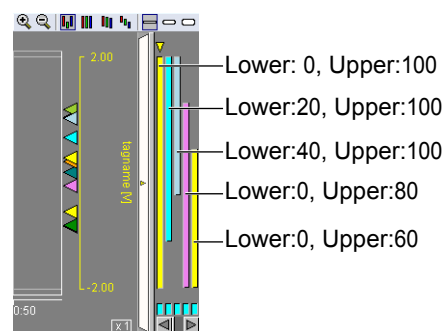 2.00
Lower: 0, Upper:100
Lower:20, Upper:100
Lower:40, Upper:100
tagname [V]
Lower:0, Upper:80
Lower:0, Upper:60
-2.00
0:50
x 1